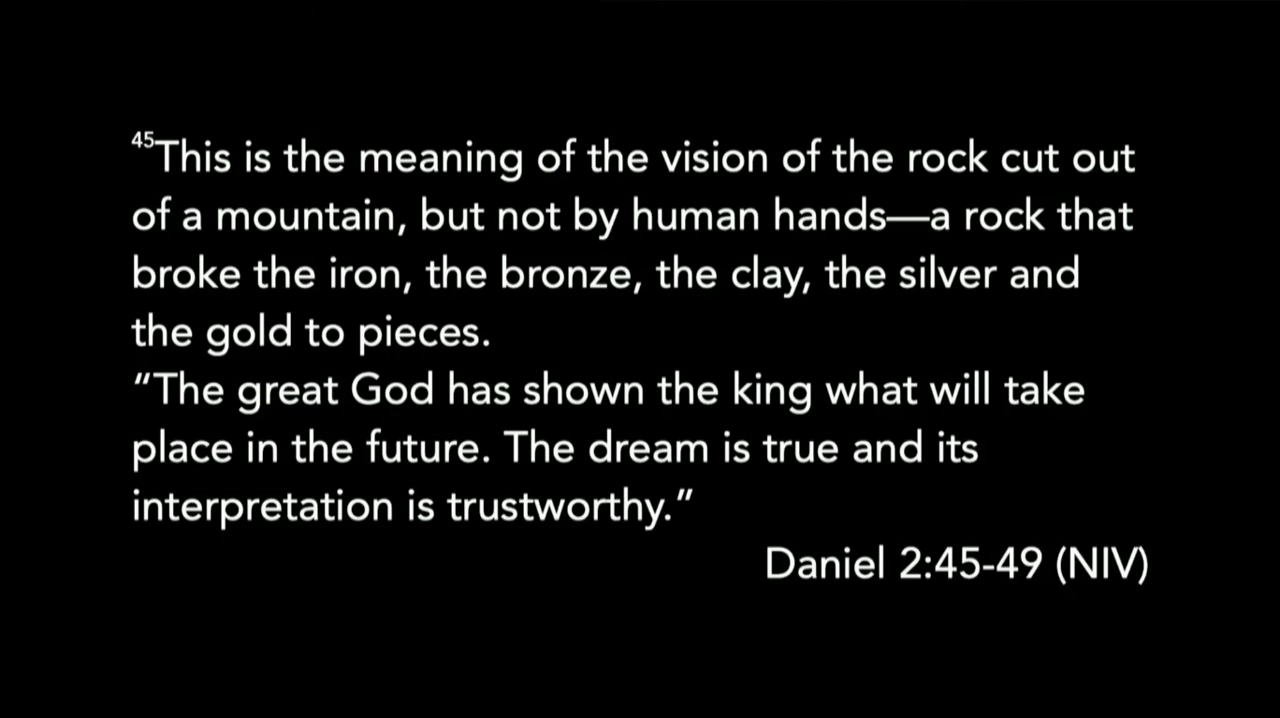 45This is the meaning of the vision of the rock cut out
of a mountain, but not by human hands—a rock that
broke the iron, the bronze, the clay, the silver and
the gold to pieces.
“The great God has shown the king what will take
place in the future. The dream is true and its
interpretation is trustworthy.”
Daniel 2:45-49 (NIV)